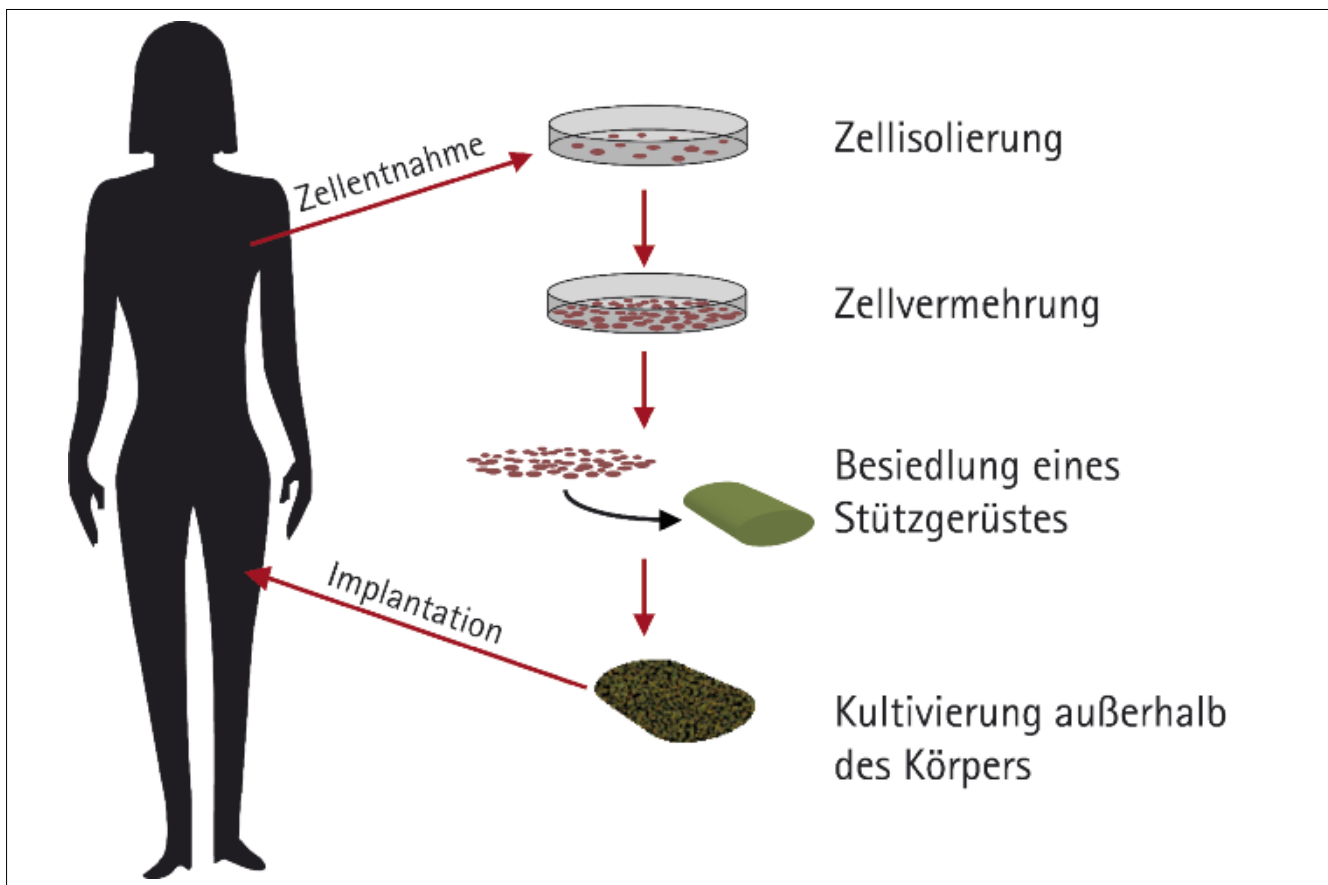 Zellentnahme
Zellisolierung
Zellvermehrung
Besiedlung eines
Stützgerüstes
Implantation
Kultivierung außerhalb
des Körpers